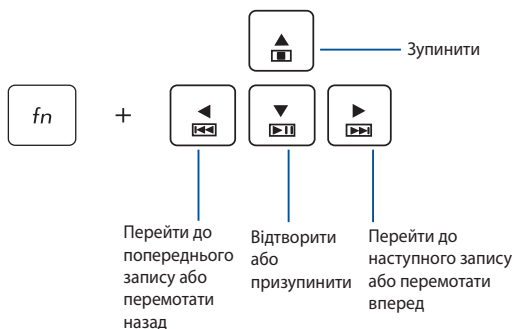 Зупинити
fn
+
Перейти до
попереднього
запису або
перемотати
назад
Відтворити
або
призупинити
Перейти до
наступного запису
або перемотати
вперед